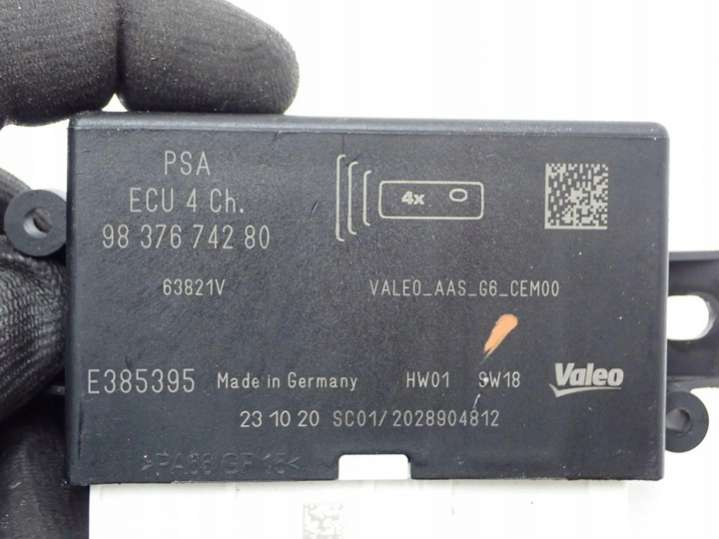 PSA
ECU 4 Ch.
4x
98 376 742 80
63821V
VALEO_AAS_G6_CEM00
E385395 Made in Germany HW01 SW18 Valeo
23 10 20 SC01/2028904812